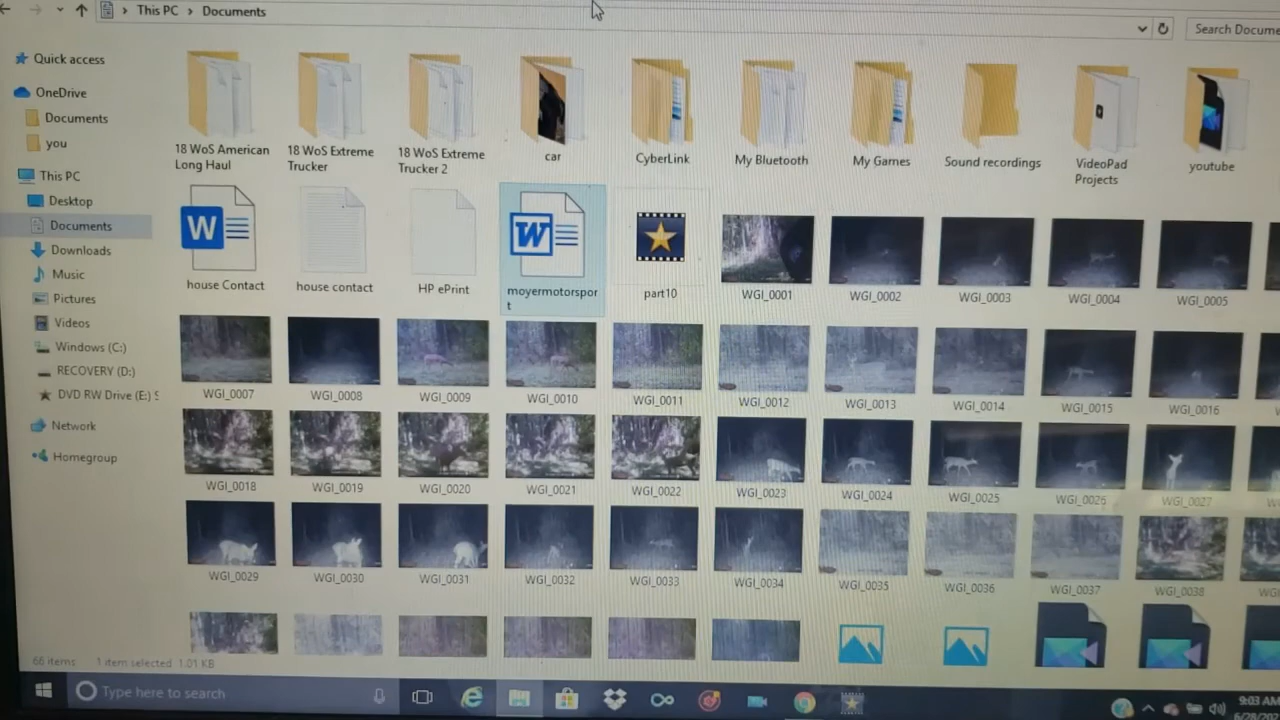 This PC > Documents
Search Docume
Quick access
OneDrive
Documents
you
This PC
Desktop
Documents
Downloads
Music
Pictures
Videos
Windows (C:)
RECOVERY (D:)
DVD RW Drive (E:) S
Network
Homegroup
18 WoS American
Long Haul
18 WoS Extreme
Trucker
18 WoS Extreme
Trucker 2
car
CyberLink
My Bluetooth
My Games
Sound recordings
VideoPad
Projects
youtube
W
W
house Contact
house contact
HP ePrint
moyermotorspor
t
part10
WGI_0001
WGI_0002
WGI_0003
WGI_0004
WGI_0005
WGI_0007
WGI_0008
WGI_0009
WGI_0010
WGI_0011
WGI_0012
WGI_0013
WGI_0014
WGI_0015
WGI_0016
WGI_0018
WGI_0019
WGI_0020
WGI_0021
WGI_0022
WGI_0023
WGI_0024
WGI_0025
WGI_0026
WGI_0027
WGI_0029
WGI_0030
WGI_0031
WGI_0032
WGI_0033
WGI_0034
WGI_0035
WGI_0036
WGI_0037
WGI_0038
WGI
66 items 1 item selected 1.01 KB
Type here to search
9:03 AM
6/28/20